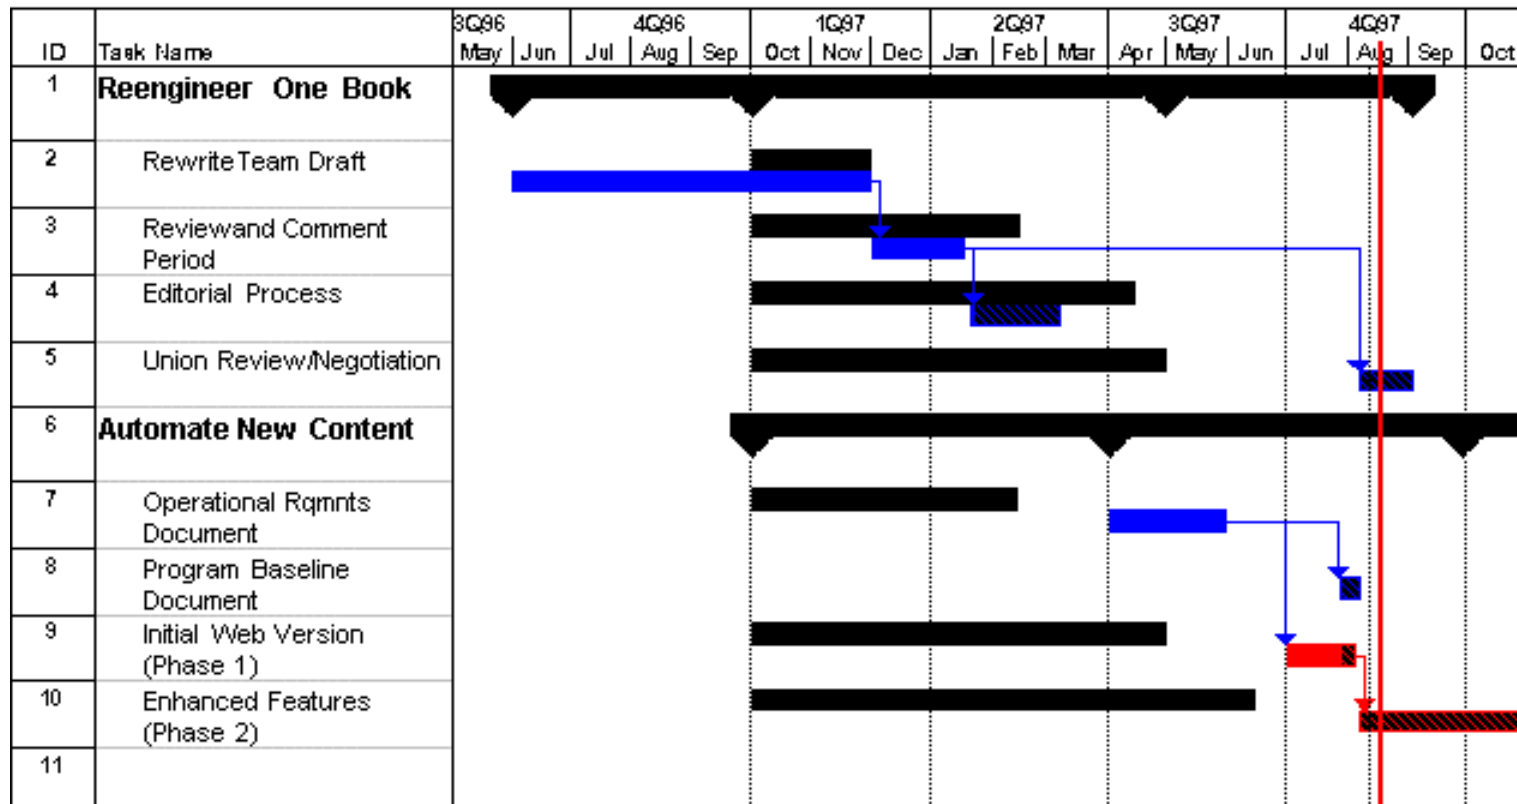 3Q96 4Q96 1Q97 2Q97 3Q97 4Q97
ID Task Name May Jun Jul Aug Sep Oct Nov Dec Jan Feb Mar Apr May Jun Jul Aug Sep Oct
1 Reengineer One Book
2 Rewrite Team Draft
3 Reviewand Comment
Period
4 Editorial Process
5 Union Review/Negotiation
6 Automate New Content
7 Operational Rqmnts
Document
8 Program Baseline
Document
9 Initial Web Version
(Phase 1)
10 Enhanced Features
(Phase 2)
11